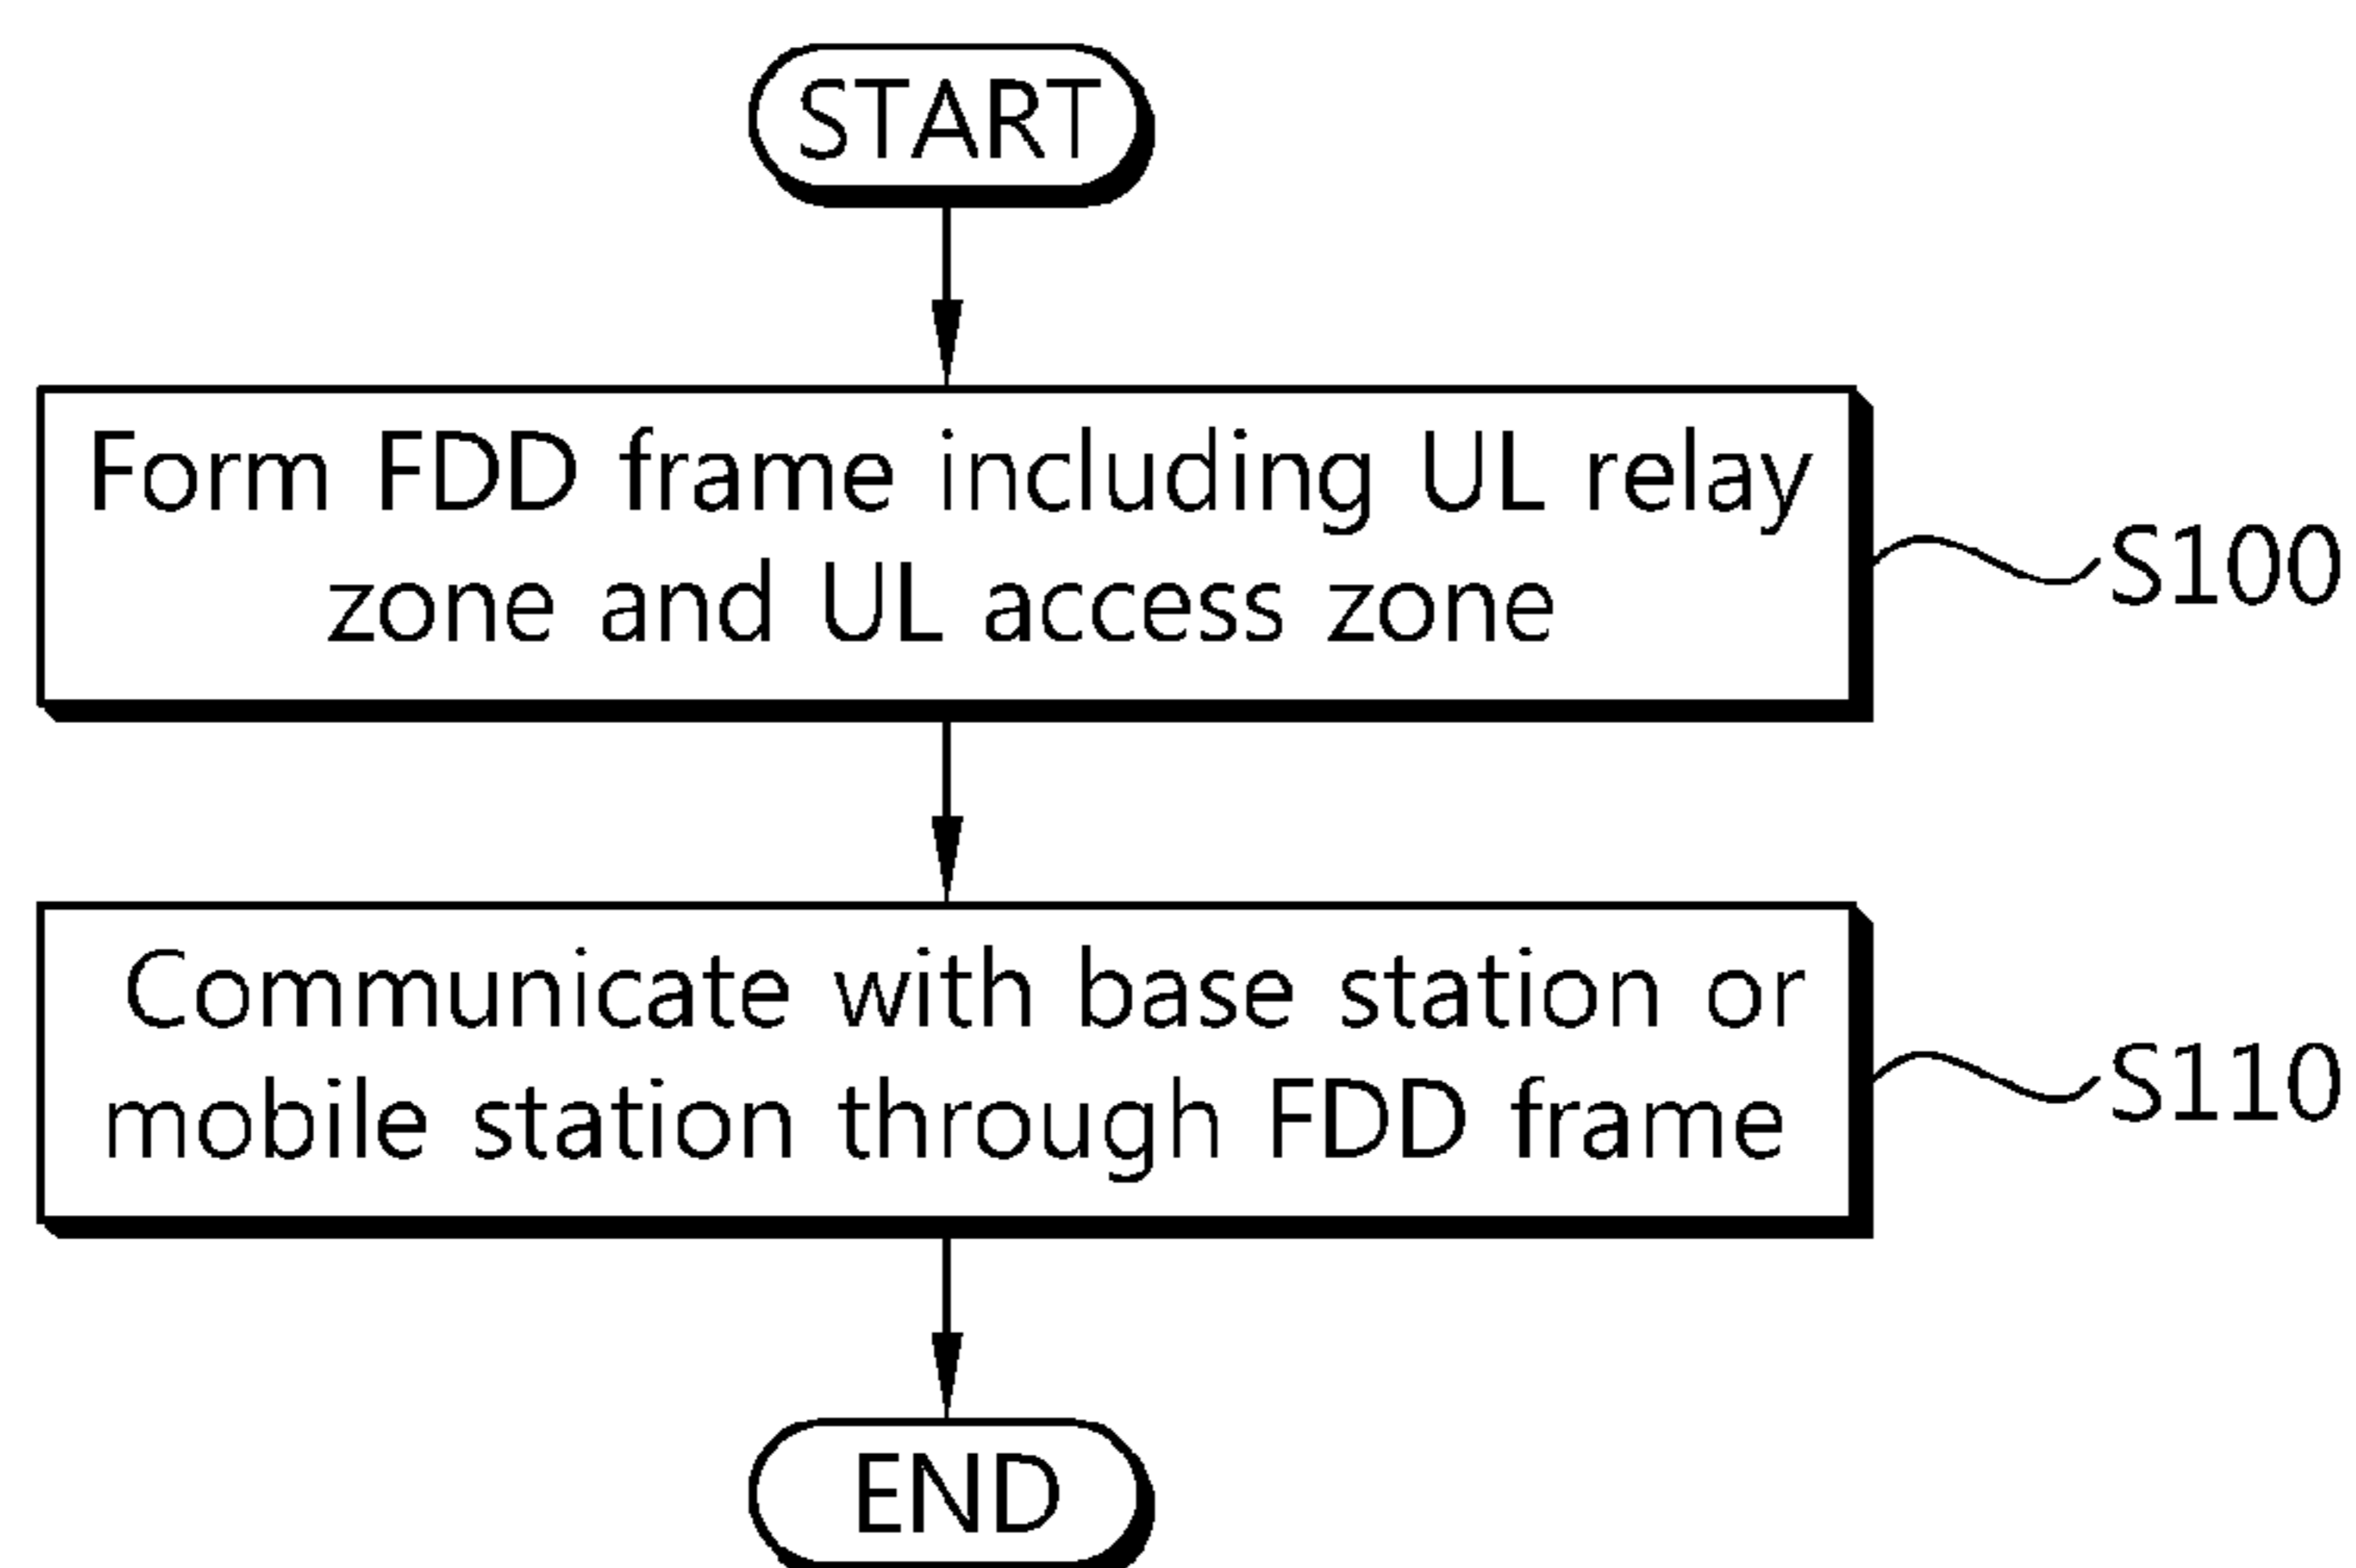 START
Form FDD frame including UL relay
zone and UL access zone
S100
Communicate with base station or
mobile station through FDD frame
S110
END